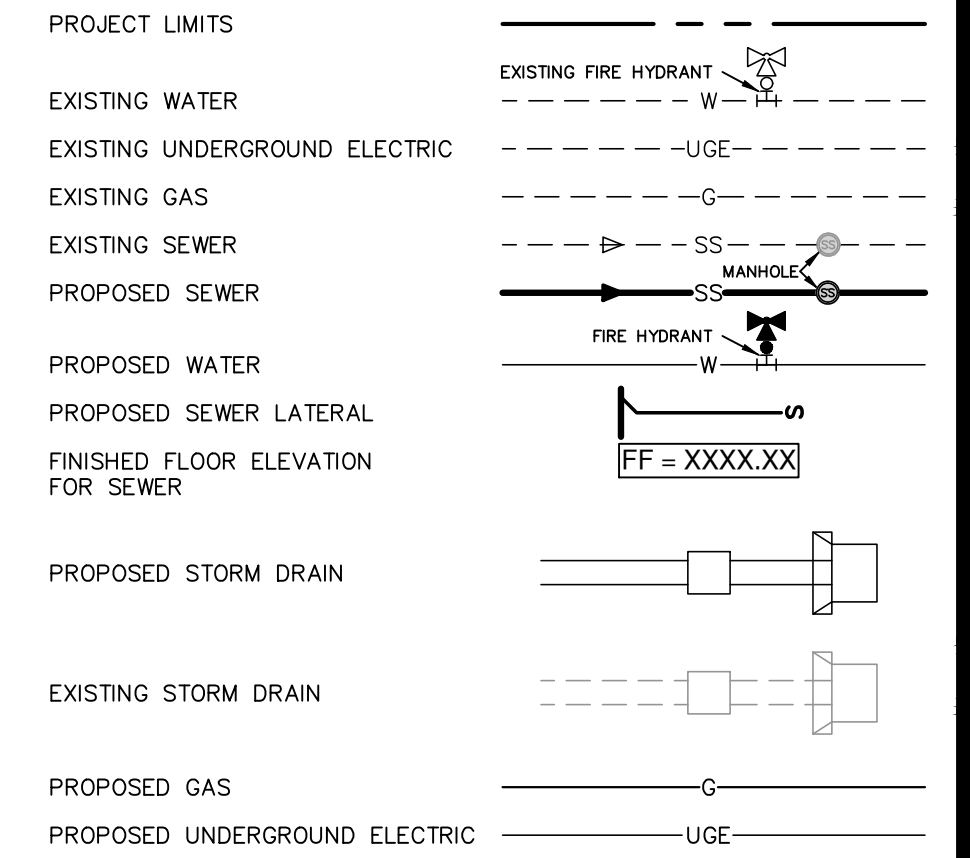 PROJECT LIMITS
EXISTING FIRE HYDRANT
EXISTING WATER
W
EXISTING UNDERGROUND ELECTRIC
UGE
EXISTING GAS
G
EXISTING SEWER
SS
SS
MANHOLE
PROPOSED SEWER
SS
SS
FIRE HYDRANT
PROPOSED WATER
W
PROPOSED SEWER LATERAL
S
FINISHED FLOOR ELEVATION
FOR SEWER
FF = XXXX.XX
PROPOSED STORM DRAIN
EXISTING STORM DRAIN
PROPOSED GAS
G
PROPOSED UNDERGROUND ELECTRIC
UGE